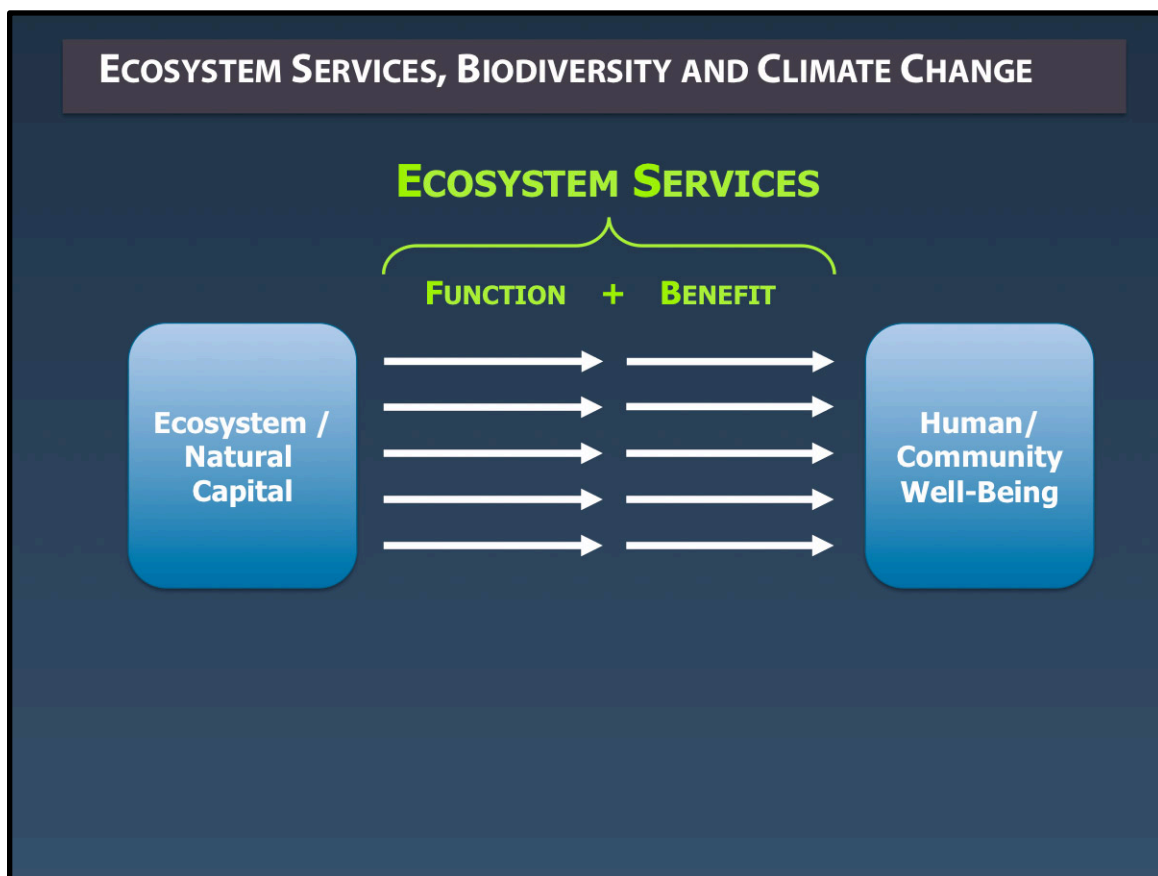 ECOSYSTEM SERVICES, BIODIVERSITY AND CLIMATE CHANGE
ECOSYSTEM SERVICES
FUNCTION + BENEFIT
Ecosystem /
Natural
Capital
Human/
Community
Well-Being